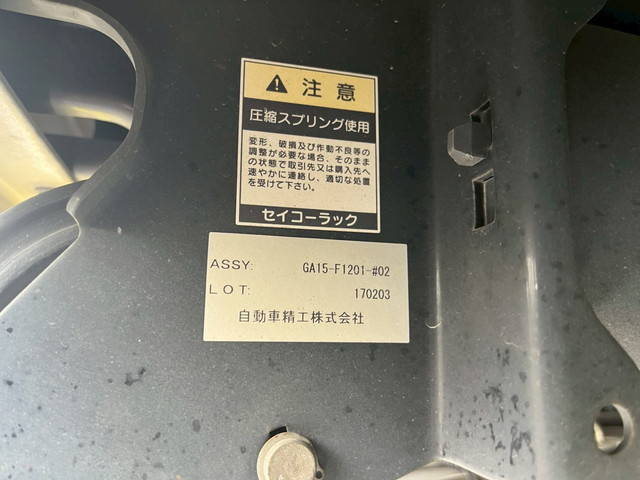 注意
圧縮スプリング使用
変形、破損及び作動不良等の
調整が必要な場合、そのまま
の状態で取引先又は購入先へ
速やかに連絡し、適切な処置
を受けて下さい。
セイコーラック
ASSY: GA15-F1201-#02
LOT: 170203
自動車精工株式会社